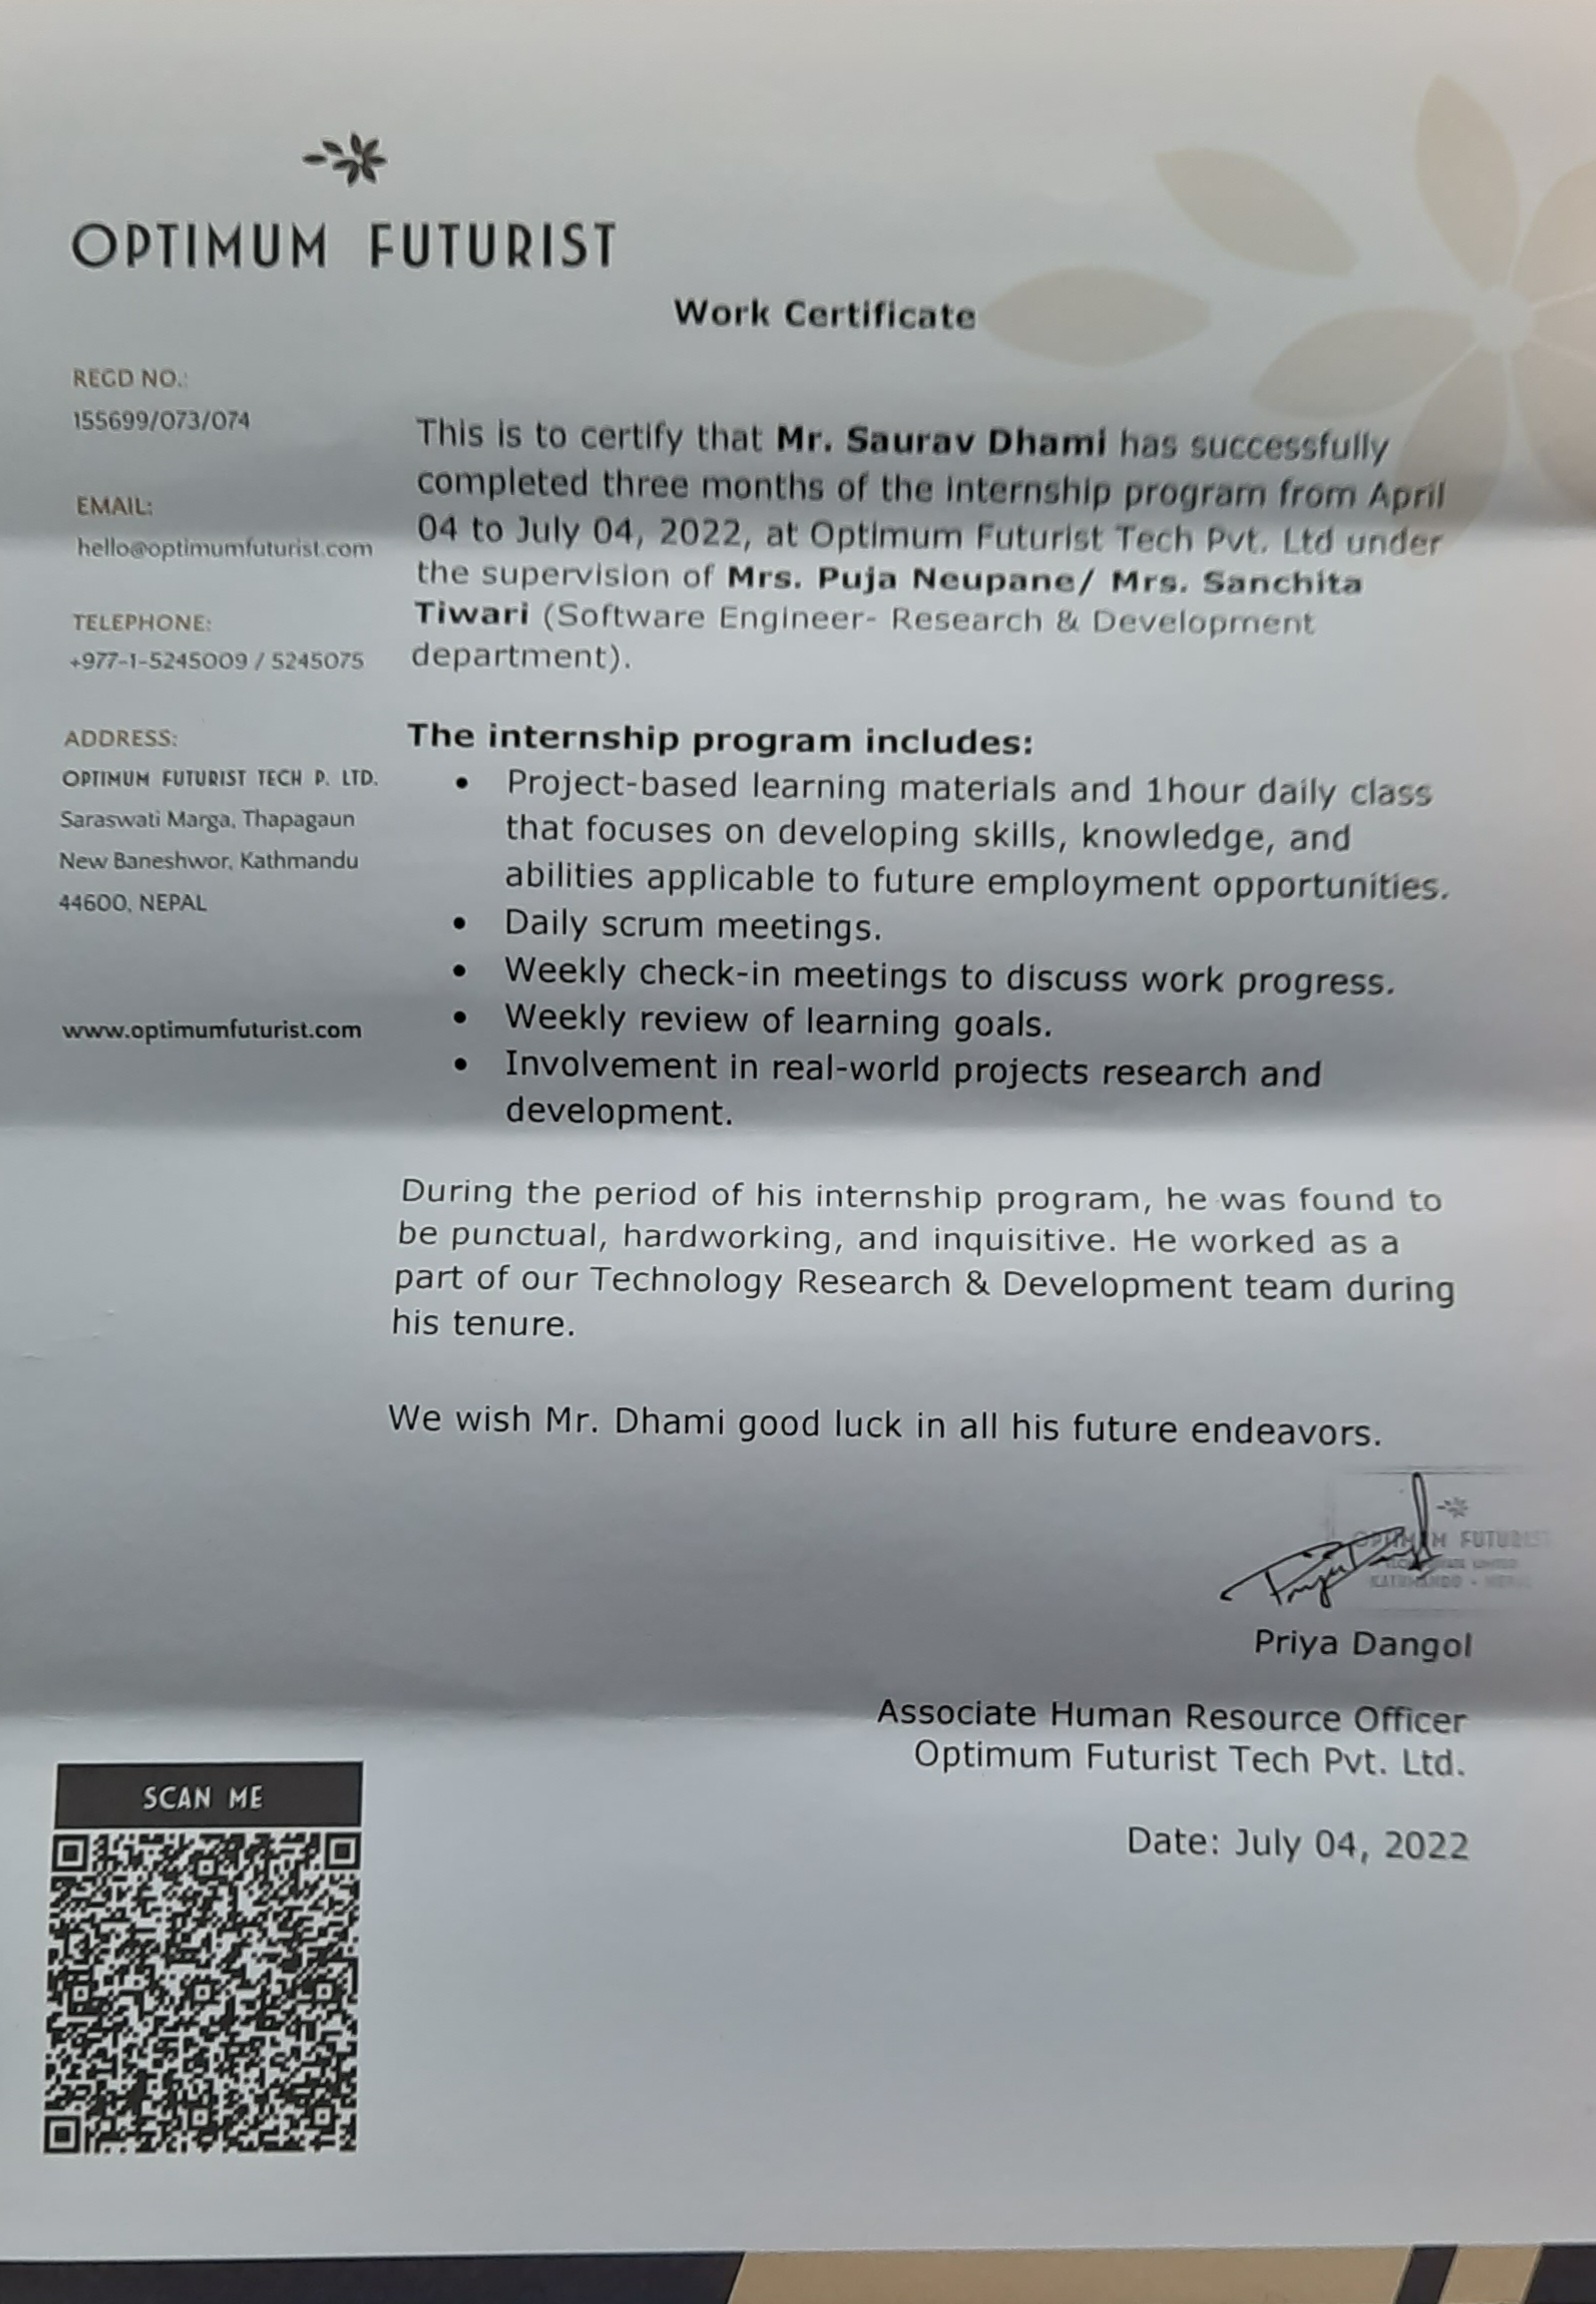 OPTIMUM FUTURIST
Work Certificate
REGD NO.:
155699/073/074
EMAIL:
hello@optimumfuturist.com
TELEPHONE:
+977-1-5245009 / 5245075
ADDRESS:
OPTIMUM FUTURIST TECH P. LTD.
Saraswati Marga, Thapagaun
New Baneshwor, Kathmandu
44600, NEPAL
www.optimumfuturist.com
This is to certify that Mr. Saurav Dhami has successfully
completed three months of the internship program from April
04 to July 04, 2022, at Optimum Futurist Tech Pvt. Ltd under
the supervision of Mrs. Puja Neupane/ Mrs. Sanchita
Tiwari (Software Engineer- Research & Development
department).
The internship program includes:
• Project-based learning materials and 1hour daily class
that focuses on developing skills, knowledge, and
abilities applicable to future employment opportunities.
• Daily scrum meetings.
• Weekly check-in meetings to discuss work progress.
• Weekly review of learning goals.
• Involvement in real-world projects research and
development.
During the period of his internship program, he was found to
be punctual, hardworking, and inquisitive. He worked as a
part of our Technology Research & Development team during
his tenure.
We wish Mr. Dhami good luck in all his future endeavors.
OPTIMUM FUTURIST
Priya Dangol
Associate Human Resource Officer
Optimum Futurist Tech Pvt. Ltd.
Date: July 04, 2022
SCAN ME